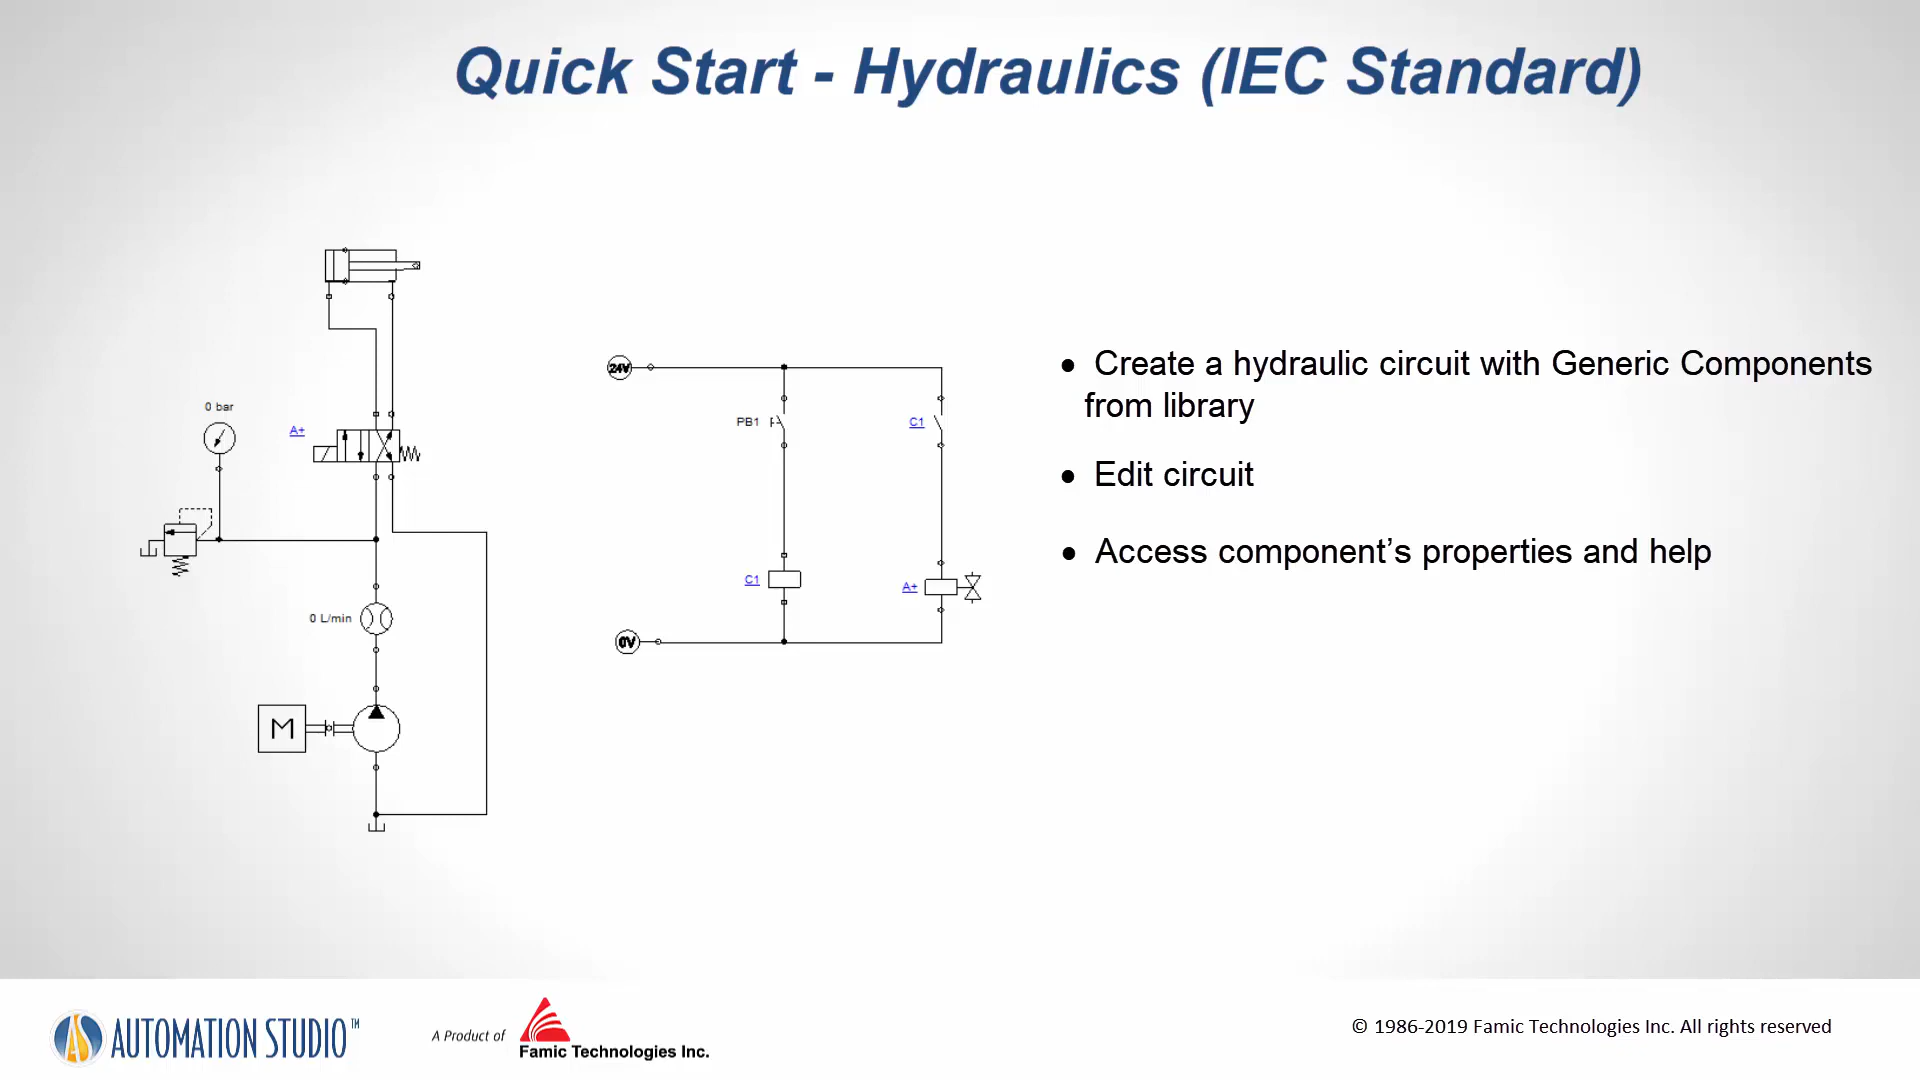 Quick Start - Hydraulics (IEC Standard)
0 bar
A+
0 L/min
M
24V
PB1
C1
C1
A+
0V
● Create a hydraulic circuit with Generic Components
from library
● Edit circuit
● Access component’s properties and help
AS AUTOMATION STUDIO™
A Product of
Famic Technologies Inc.
© 1986-2019 Famic Technologies Inc. All rights reserved